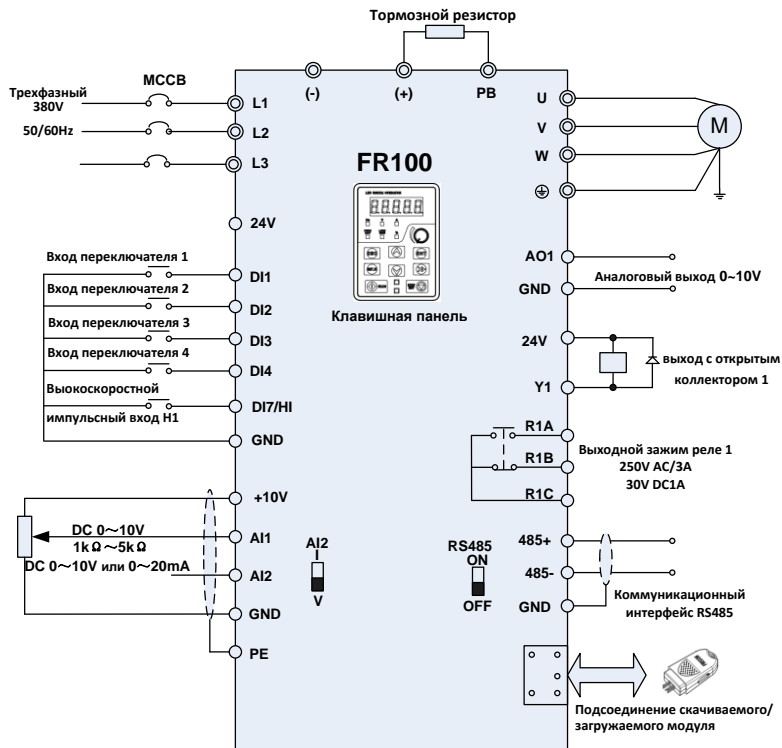 Тормозной резистор
MCCB
Трехфазный
380V
50/60Hz
L1
L2
L3
(-)
(+)
PB
U
V
W
M
FR100
LED DIGITAL OPERATOR
Клавишная панель
24V
Вход переключателя 1
DI1
Вход переключателя 2
DI2
Вход переключателя 3
DI3
Вход переключателя 4
DI4
Выокоскоростной
импульсный вход H1
DI7/HI
GND
AO1
Аналоговый выход 0~10V
GND
24V
выход с открытым
коллектором 1
Y1
R1A
R1B
R1C
Выходной зажим реле 1
250V AC/3A
30V DC1A
+10V
DC 0～10V
1kΩ～5kΩ
AI1
DC 0～10V или 0～20mA
AI2
GND
PE
AI2
I
V
RS485
ON
OFF
485+
485-
GND
Коммуникационный
интерфейс RS485
Подсоединение скачиваемого/
загружаемого модуля